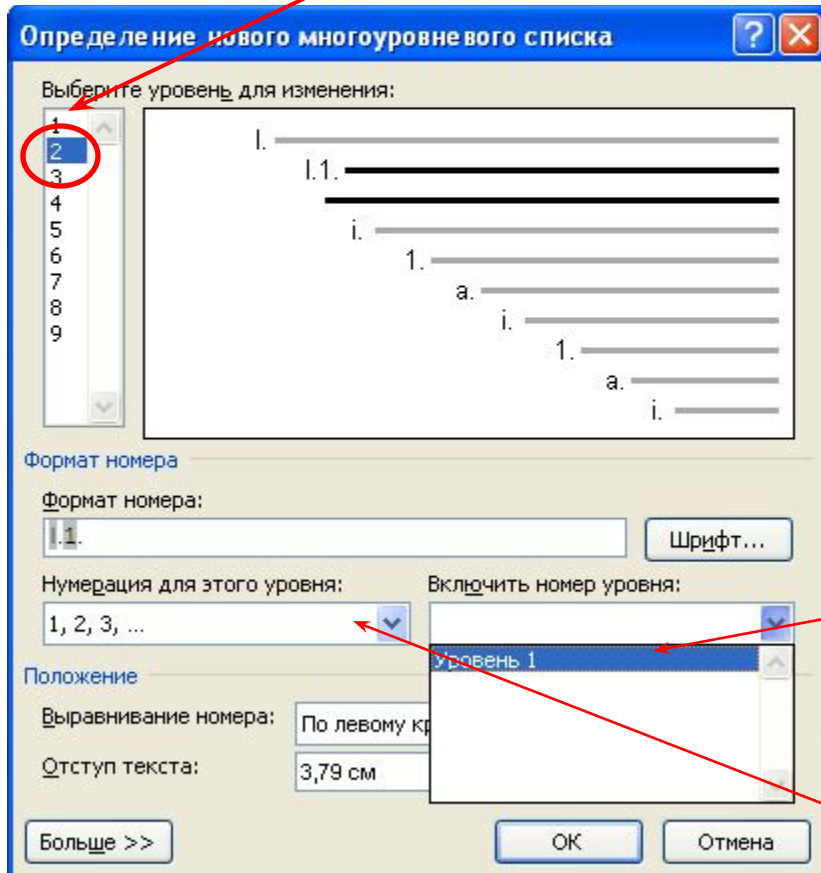 Определение нового многоуровневого списка
Выберите уровень для изменения:
1
2
3
4
5
6
7
8
9
I.
I.1.
i.
1.
a.
i.
1.
a.
i.
Формат номера
Формат номера:
I.1.
Шрифт...
Нумерация для этого уровня:
Включить номер уровня:
1, 2, 3, ...
Уровень 1
Положение
Выравнивание номера:
По левому кр
Отступ текста:
3,79 см
Больше >>
ОК
Отмена